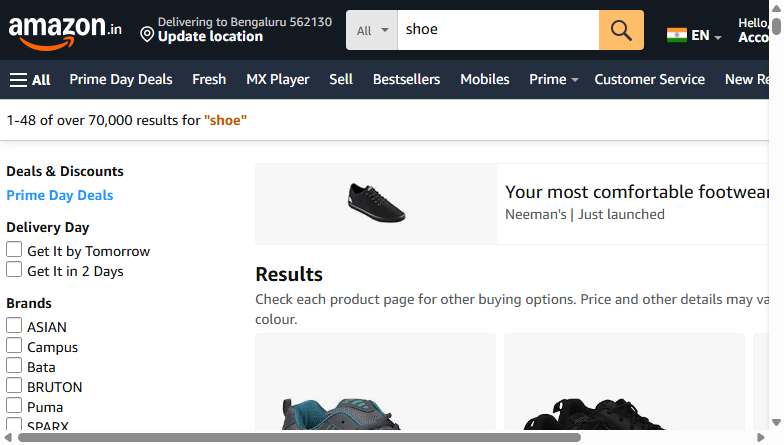 amazon.in
Delivering to Bengaluru 562130
Update location
All
shoe
EN
Hello,
Acco
All
Prime Day Deals
Fresh
MX Player
Sell
Bestsellers
Mobiles
Prime
Customer Service
New Re
1-48 of over 70,000 results for "shoe"
Deals & Discounts
Prime Day Deals
Delivery Day
Get It by Tomorrow
Get It in 2 Days
Brands
ASIAN
Campus
Bata
BRUTON
Puma
SPARX
Your most comfortable footwear
Neeman's | Just launched
Results
Check each product page for other buying options. Price and other details may va
colour.